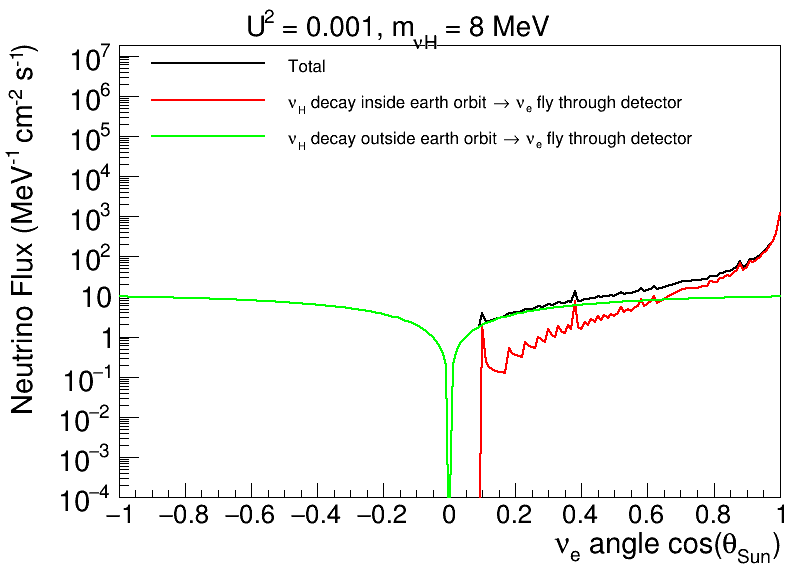 U² = 0.001, m_νH = 8 MeV
Total
ν_H decay inside earth orbit → ν_e fly through detector
ν_H decay outside earth orbit → ν_e fly through detector
Neutrino Flux (MeV⁻¹ cm⁻² s⁻¹)
10⁷
10⁶
10⁵
10⁴
10³
10²
10
1
10⁻¹
10⁻²
10⁻³
10⁻⁴
−1 −0.8 −0.6 −0.4 −0.2 0 0.2 0.4 0.6 0.8 1
ν_e angle cos(θ_Sun)